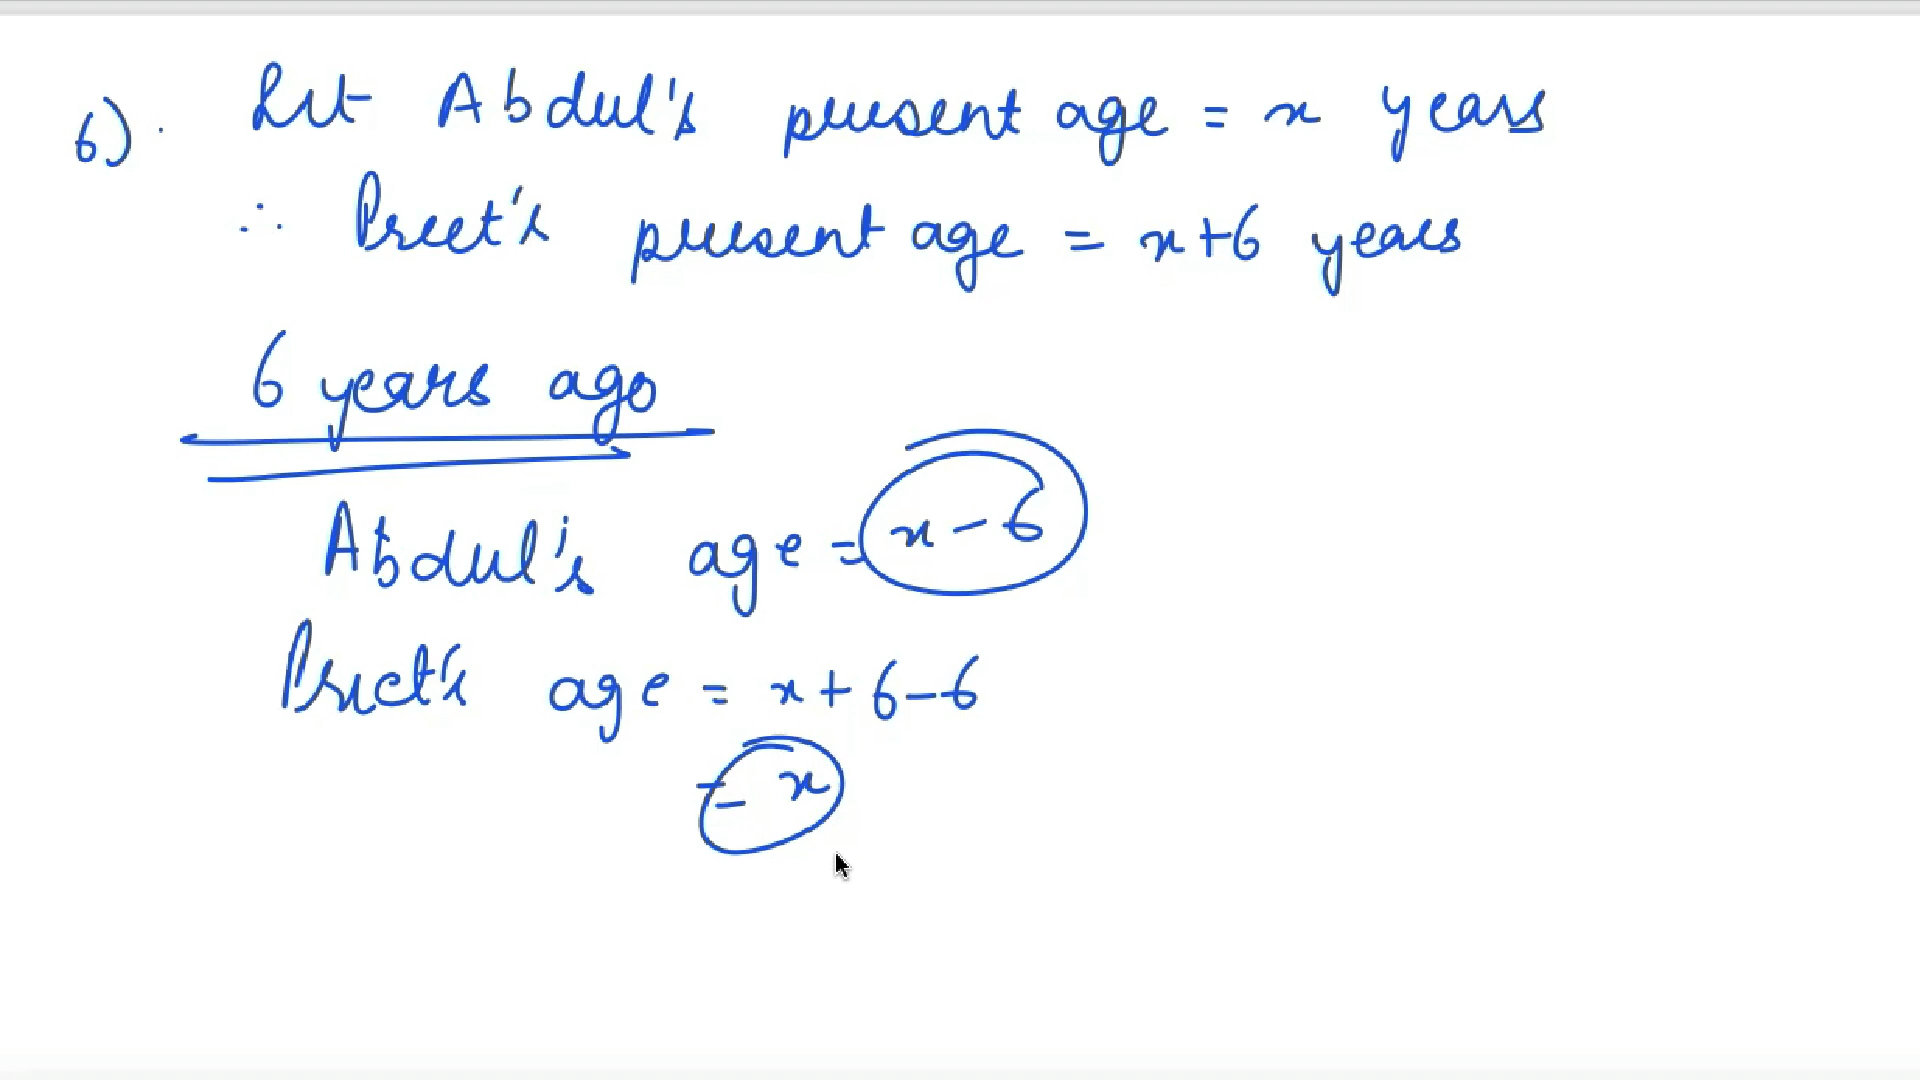 6). Let Abdul's present age = x years
∴ Preet's present age = x+6 years
6 years ago
Abdul's age = x-6
Preet's age = x+6-6
= x